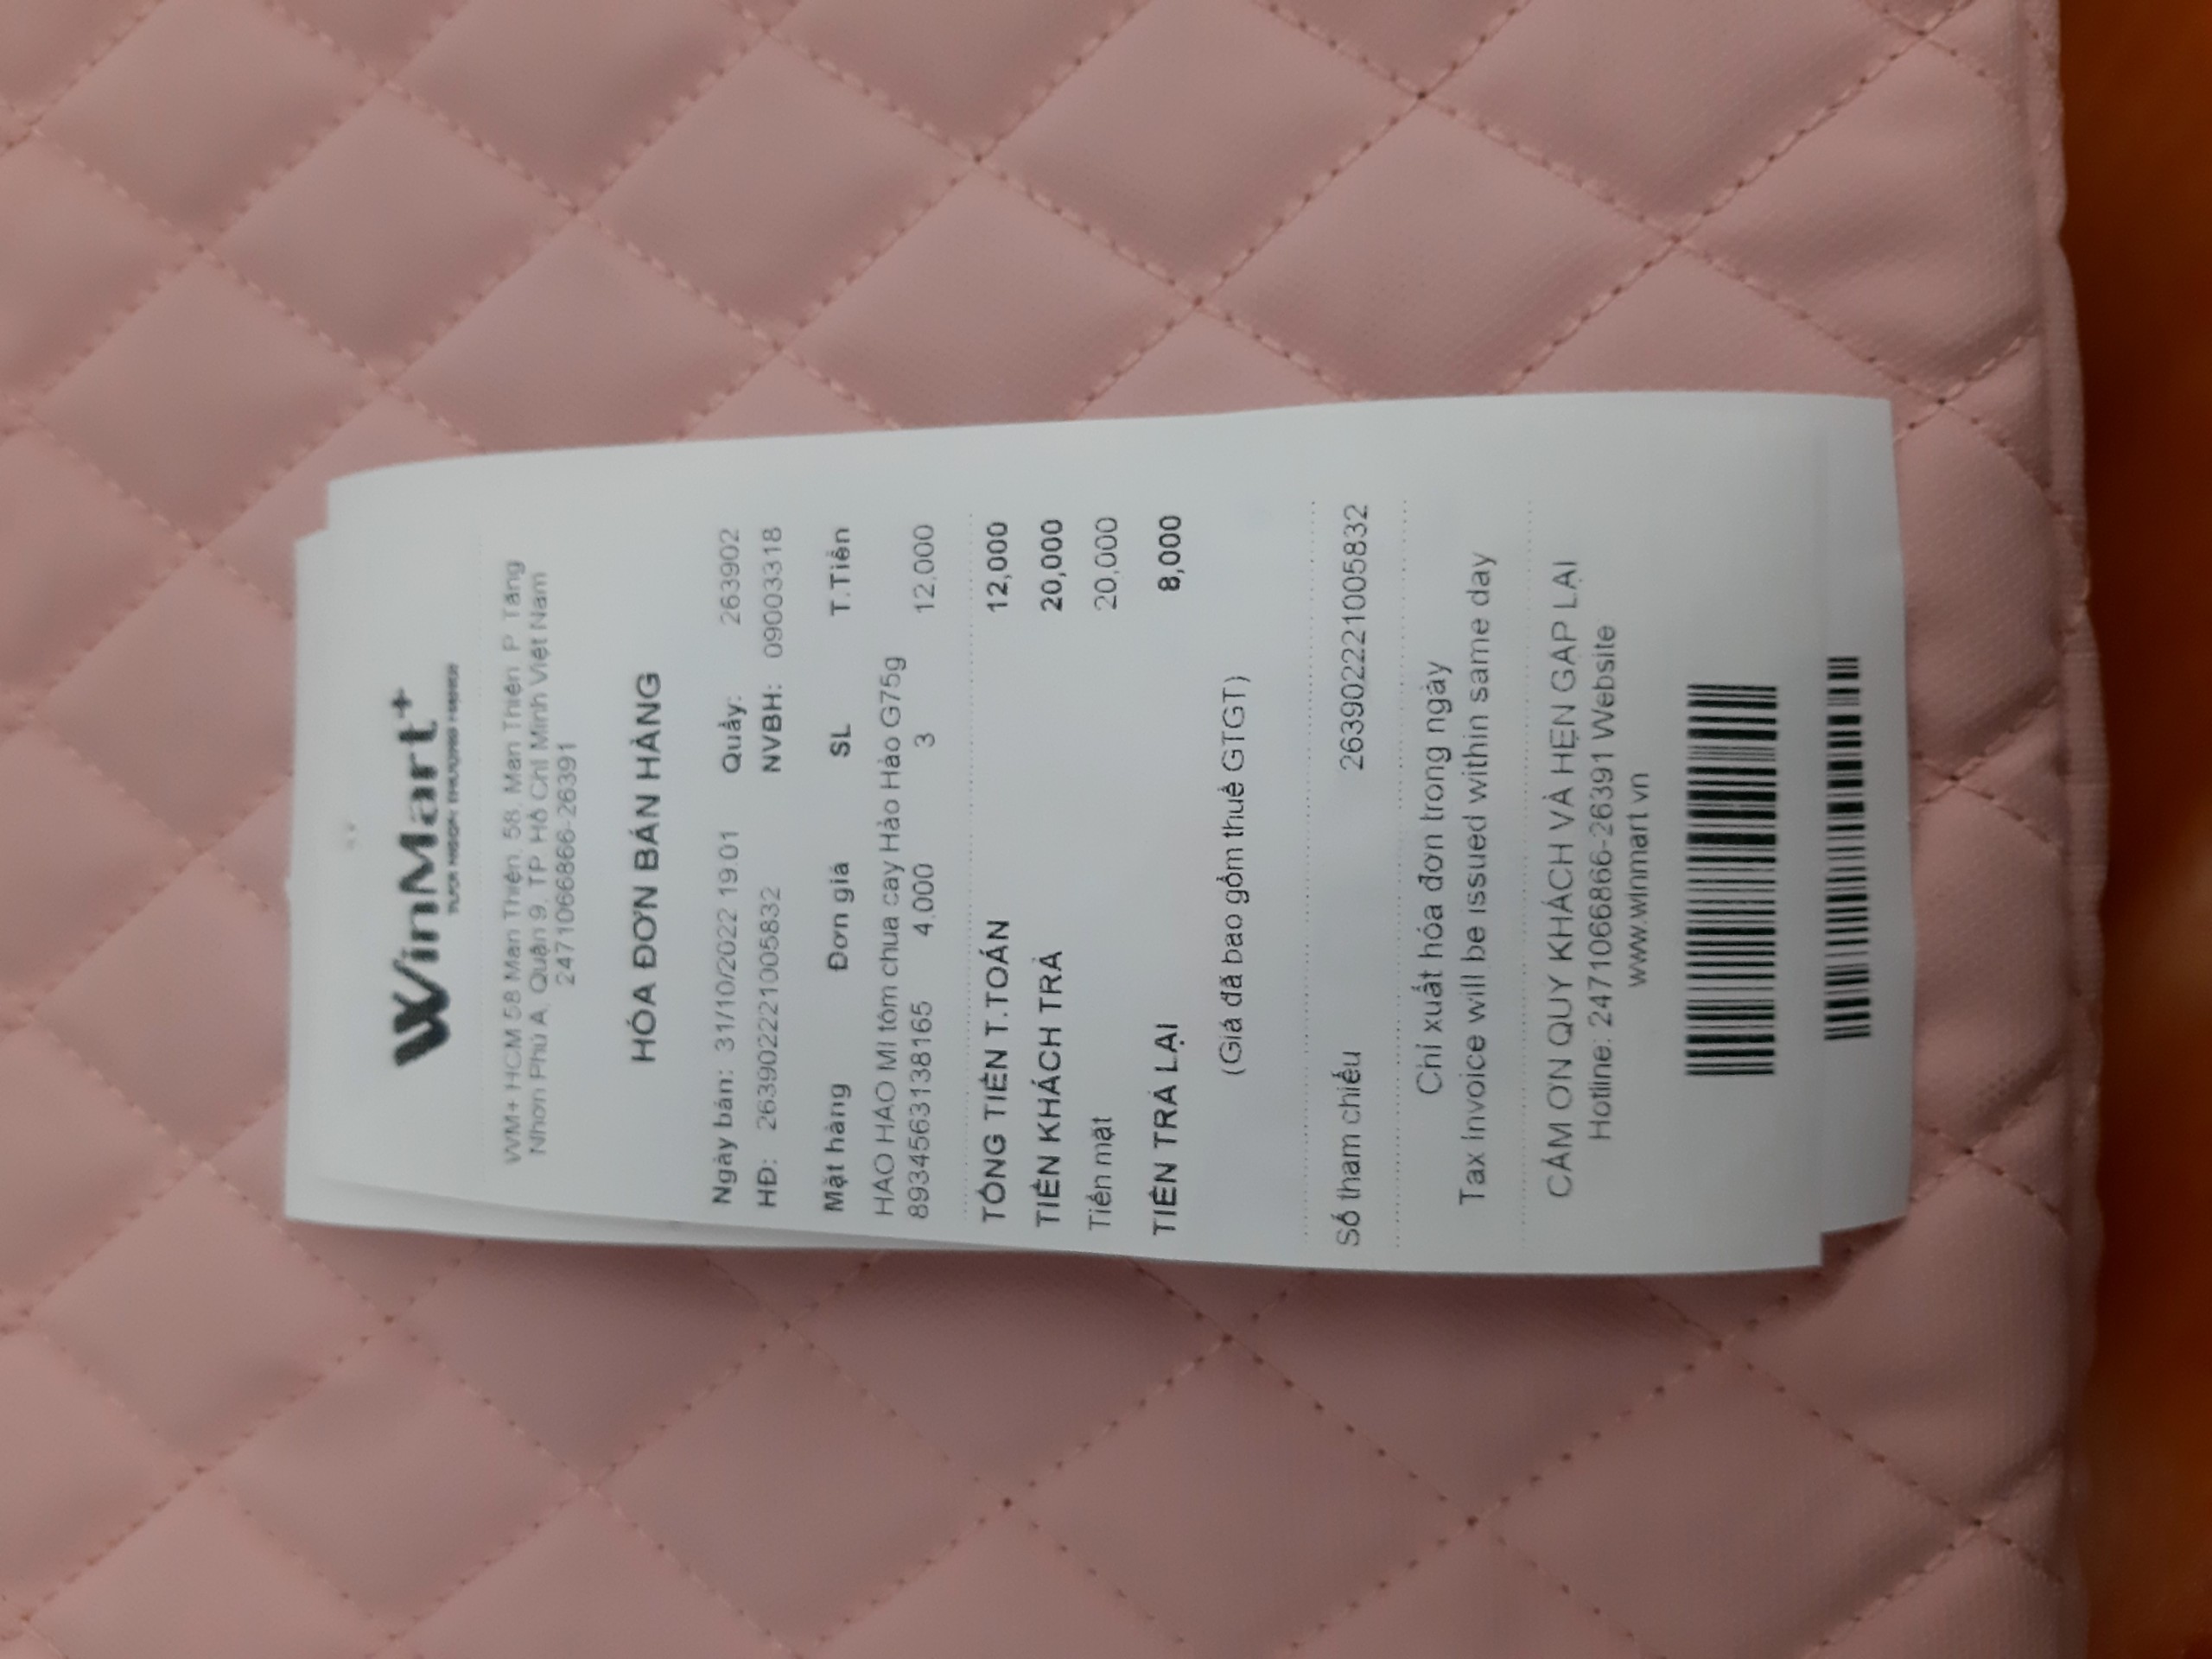 WinMart+
TƯƠI NGON THƯỢNG HẠNG
WM+ HCM 58 Man Thiện, 58, Man Thiện, P. Tăng
Nhơn Phú A, Quận 9, TP. Hồ Chí Minh Việt Nam
2471066866-26391
HÓA ĐƠN BÁN HÀNG
Ngày bán: 31/10/2022 19:01 Quầy: 263902
HĐ: 263902221005832 NVBH: 09003318
Mặt hàng Đơn giá SL T.Tiền
HẢO HẢO MÌ tôm chua cay Hảo Hảo G75g
8934563138165 4,000 3 12,000
TỔNG TIỀN T.TOÁN 12,000
TIỀN KHÁCH TRẢ 20,000
Tiền mặt 20,000
TIỀN TRẢ LẠI 8,000
(Giá đã bao gồm thuế GTGT)
Số tham chiếu 263902221005832
Chỉ xuất hóa đơn trong ngày
Tax invoice will be issued within same day
CẢM ƠN QUÝ KHÁCH VÀ HẸN GẶP LẠI
Hotline: 2471066866-26391 Website
www.winmart.vn